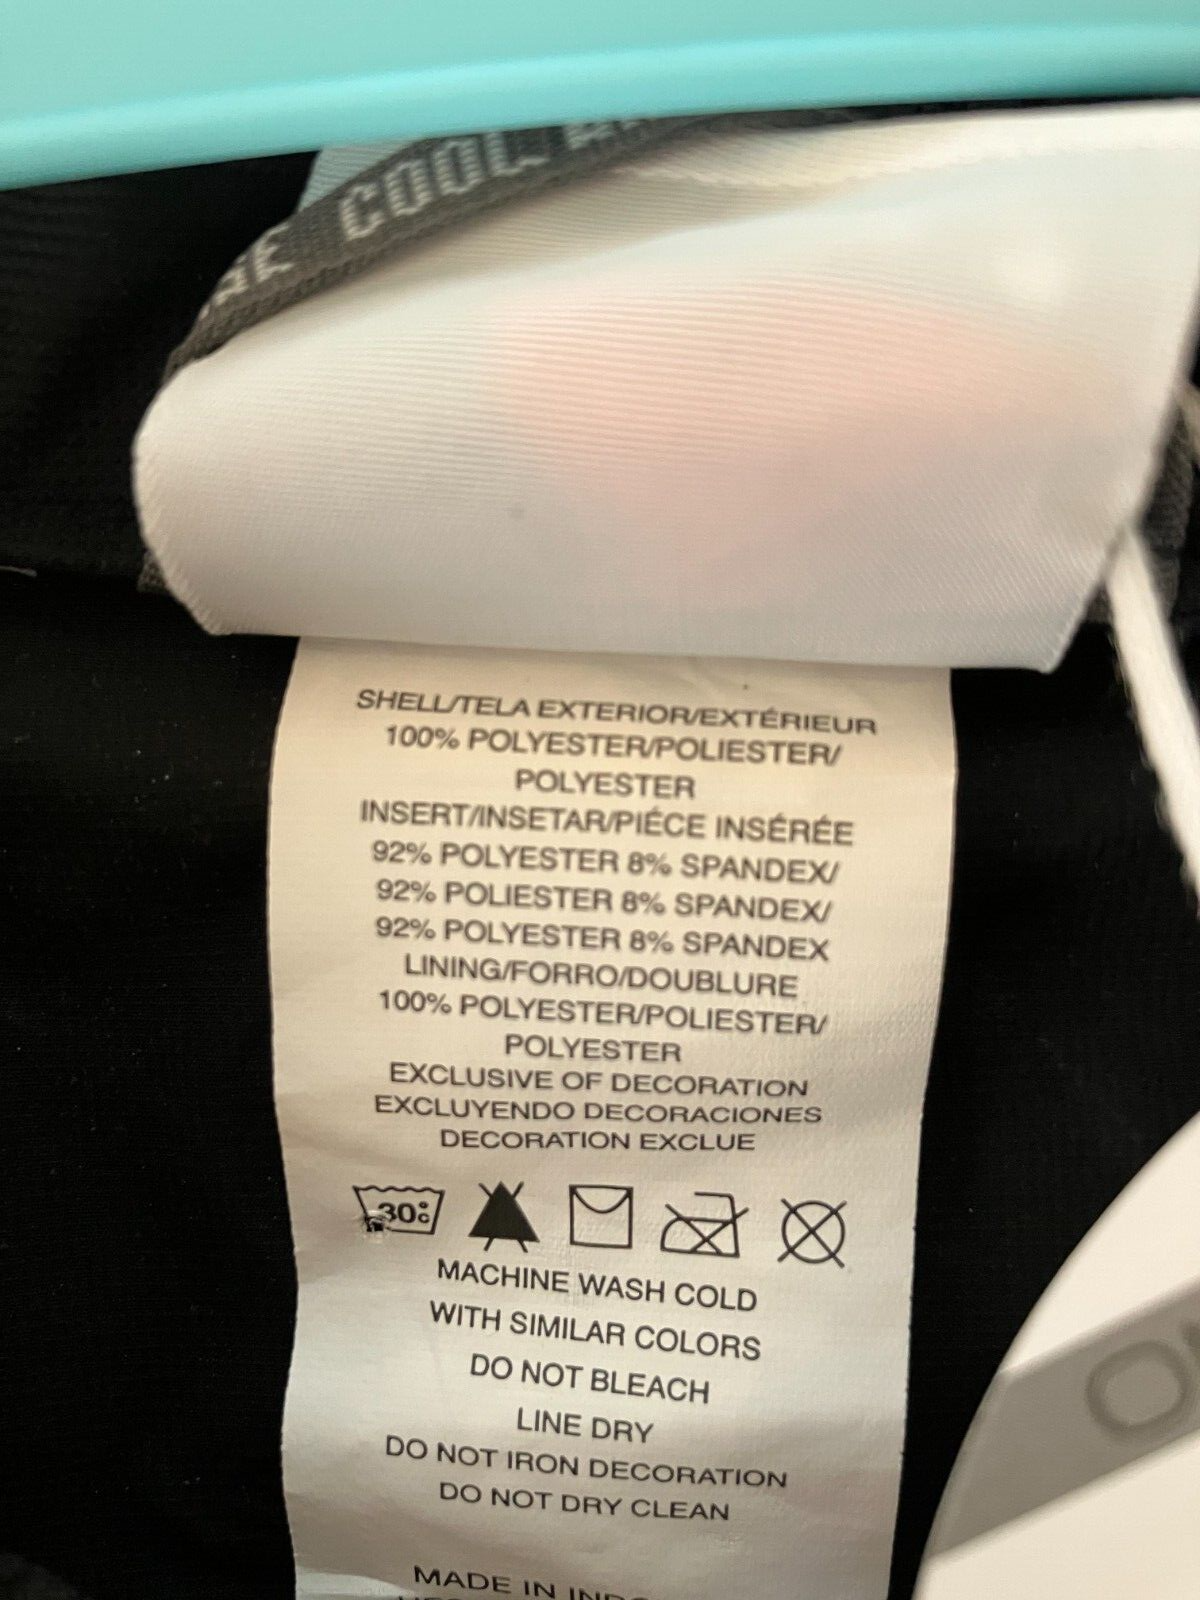 COOL
SHELL/TELA EXTERIOR/EXTÉRIEUR
100% POLYESTER/POLIESTER/
POLYESTER
INSERT/INSETAR/PIÉCE INSÉRÉE
92% POLYESTER 8% SPANDEX/
92% POLIESTER 8% SPANDEX/
92% POLYESTER 8% SPANDEX
LINING/FORRO/DOUBLURE
100% POLYESTER/POLIESTER/
POLYESTER
EXCLUSIVE OF DECORATION
EXCLUYENDO DECORACIONES
DECORATION EXCLUE
30°C
MACHINE WASH COLD
WITH SIMILAR COLORS
DO NOT BLEACH
LINE DRY
DO NOT IRON DECORATION
DO NOT DRY CLEAN
MADE IN